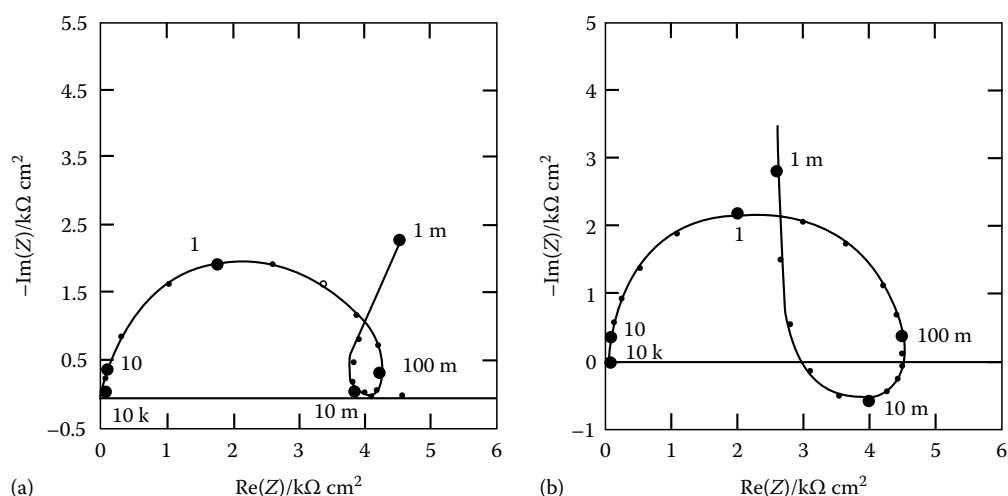 5.5
4.5
3.5
2.5
1.5
0.5
−0.5
−Im(Z)/kΩ cm²
1
10
10 k
10 m
100 m
1 m
0 1 2 3 4 5 6
(a) Re(Z)/kΩ cm²
5
4
3
2
1
0
−1
−Im(Z)/kΩ cm²
1 m
1
10
10 k
100 m
10 m
0 1 2 3 4 5 6
(b) Re(Z)/kΩ cm²